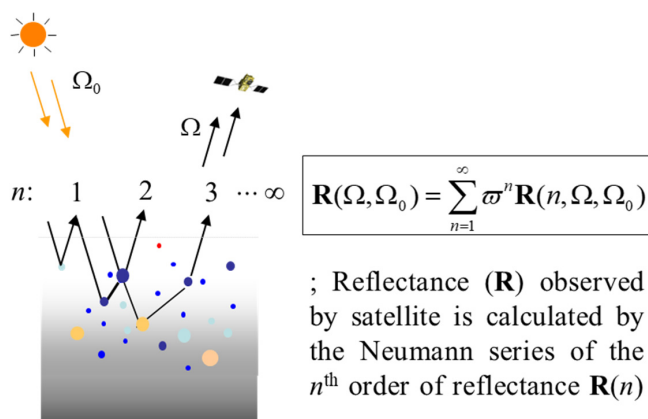 Ω₀
Ω
n: 1 2 3 ⋯ ∞
R(Ω,Ω₀) = ∑_{n=1}^{∞} ϖⁿR(n,Ω,Ω₀)
; Reflectance (R) observed
by satellite is calculated by
the Neumann series of the
nᵗʰ order of reflectance R(n)